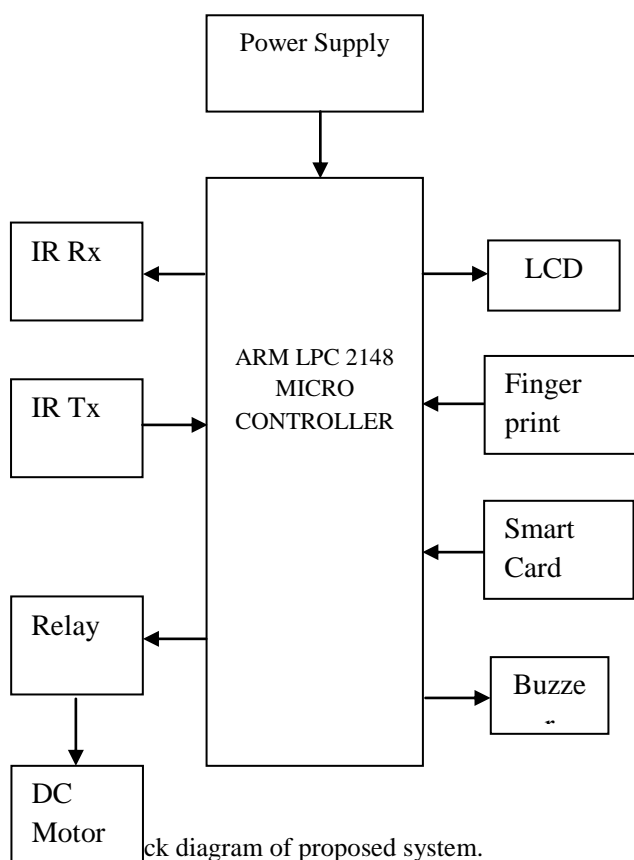 Power Supply
IR Rx
LCD
ARM LPC 2148
MICRO
CONTROLLER
Finger
print
IR Tx
Smart
Card
Relay
Buzze
DC
Motor
ck diagram of proposed system.